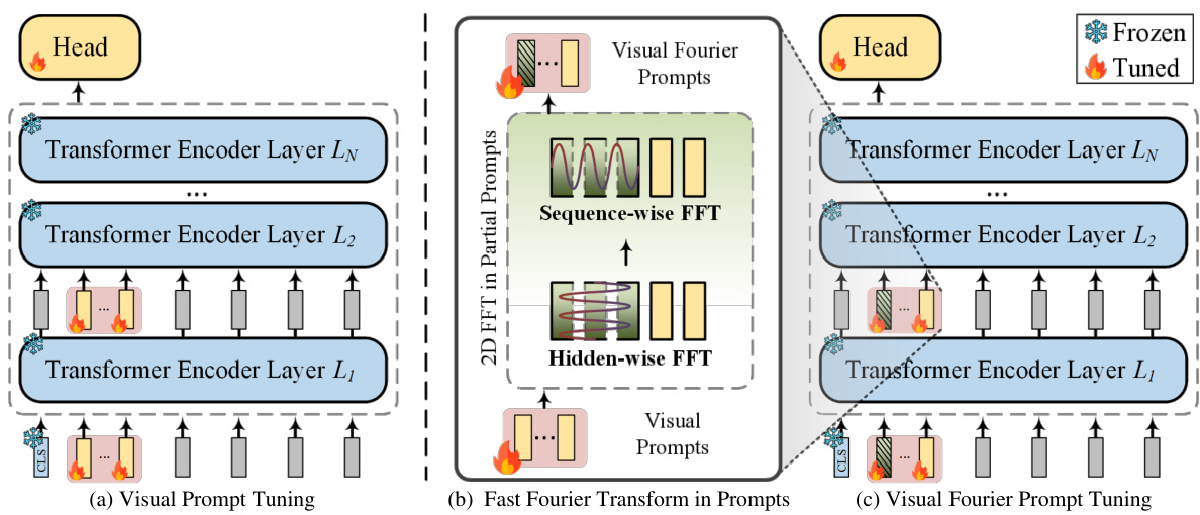 Head
Transformer Encoder Layer L_N
...
Transformer Encoder Layer L_2
...
Transformer Encoder Layer L_1
CLS
...
(a) Visual Prompt Tuning
Visual Fourier
Prompts
...
2D FFT in Partial Prompts
Sequence-wise FFT
Hidden-wise FFT
...
Visual
Prompts
(b) Fast Fourier Transform in Prompts
Head
Frozen
Tuned
Transformer Encoder Layer L_N
...
Transformer Encoder Layer L_2
...
Transformer Encoder Layer L_1
CLS
...
(c) Visual Fourier Prompt Tuning